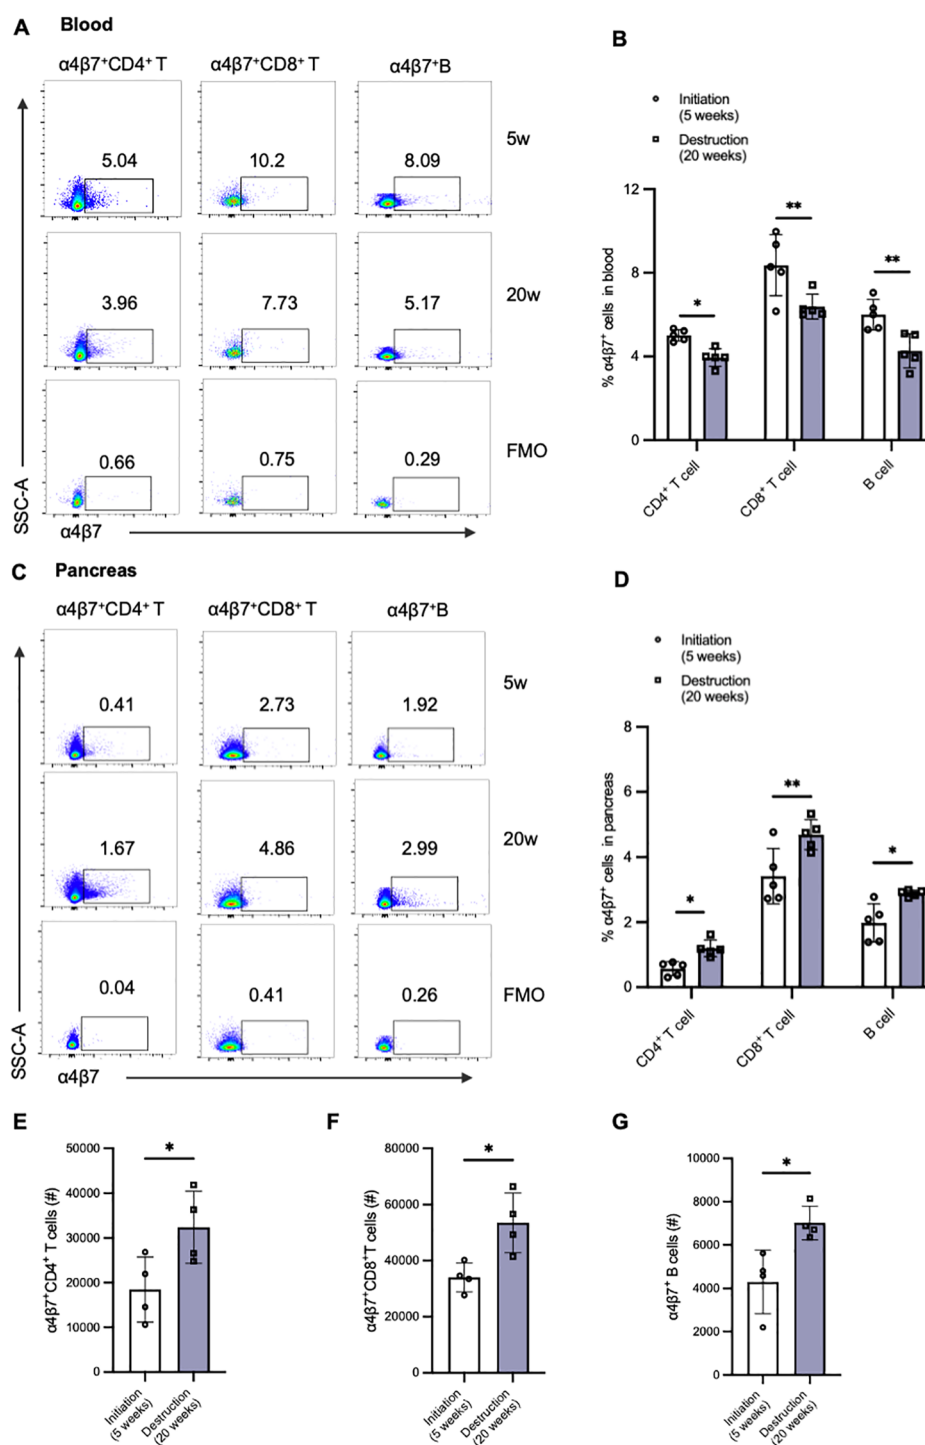 A Blood
α4β7⁺CD4⁺ T α4β7⁺CD8⁺ T α4β7⁺B
5.04 10.2 8.09 5w
3.96 7.73 5.17 20w
0.66 0.75 0.29 FMO
SSC-A
α4β7
B
Initiation
(5 weeks)
Destruction
(20 weeks)
% α4β7⁺ cells in blood
12
8
4
0
* ** **
CD4⁺ T cell CD8⁺ T cell B cell
C Pancreas
α4β7⁺CD4⁺ T α4β7⁺CD8⁺ T α4β7⁺B
0.41 2.73 1.92 5w
1.67 4.86 2.99 20w
0.04 0.41 0.26 FMO
SSC-A
α4β7
D
Initiation
(5 weeks)
Destruction
(20 weeks)
% α4β7⁺ cells in pancreas
8
6
4
2
0
* ** *
CD4⁺ T cell CD8⁺ T cell B cell
E
α4β7⁺CD4⁺ T cells (#)
50000
40000
30000
20000
10000
0
*
Initiation
(5 weeks)
Destruction
(20 weeks)
F
α4β7⁺CD8⁺T cells (#)
80000
60000
40000
20000
0
*
Initiation
(5 weeks)
Destruction
(20 weeks)
G
α4β7⁺ B cells (#)
10000
8000
6000
4000
2000
0
*
Initiation
(5 weeks)
Destruction
(20 weeks)